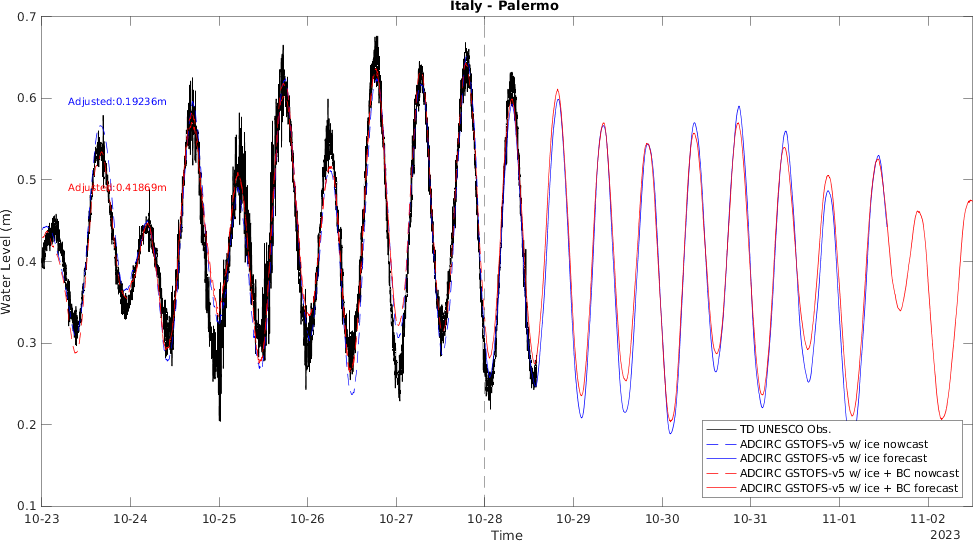 Italy - Palermo
0.7
0.6
0.5
0.4
0.3
0.2
0.1
Water Level (m)
Adjusted:0.19236m
Adjusted:0.41869m
TD UNESCO Obs.
ADCIRC GSTOFS-v5 w/ ice nowcast
ADCIRC GSTOFS-v5 w/ ice forecast
ADCIRC GSTOFS-v5 w/ ice + BC nowcast
ADCIRC GSTOFS-v5 w/ ice + BC forecast
10-23 10-24 10-25 10-26 10-27 10-28 10-29 10-30 10-31 11-01 11-02
Time
2023